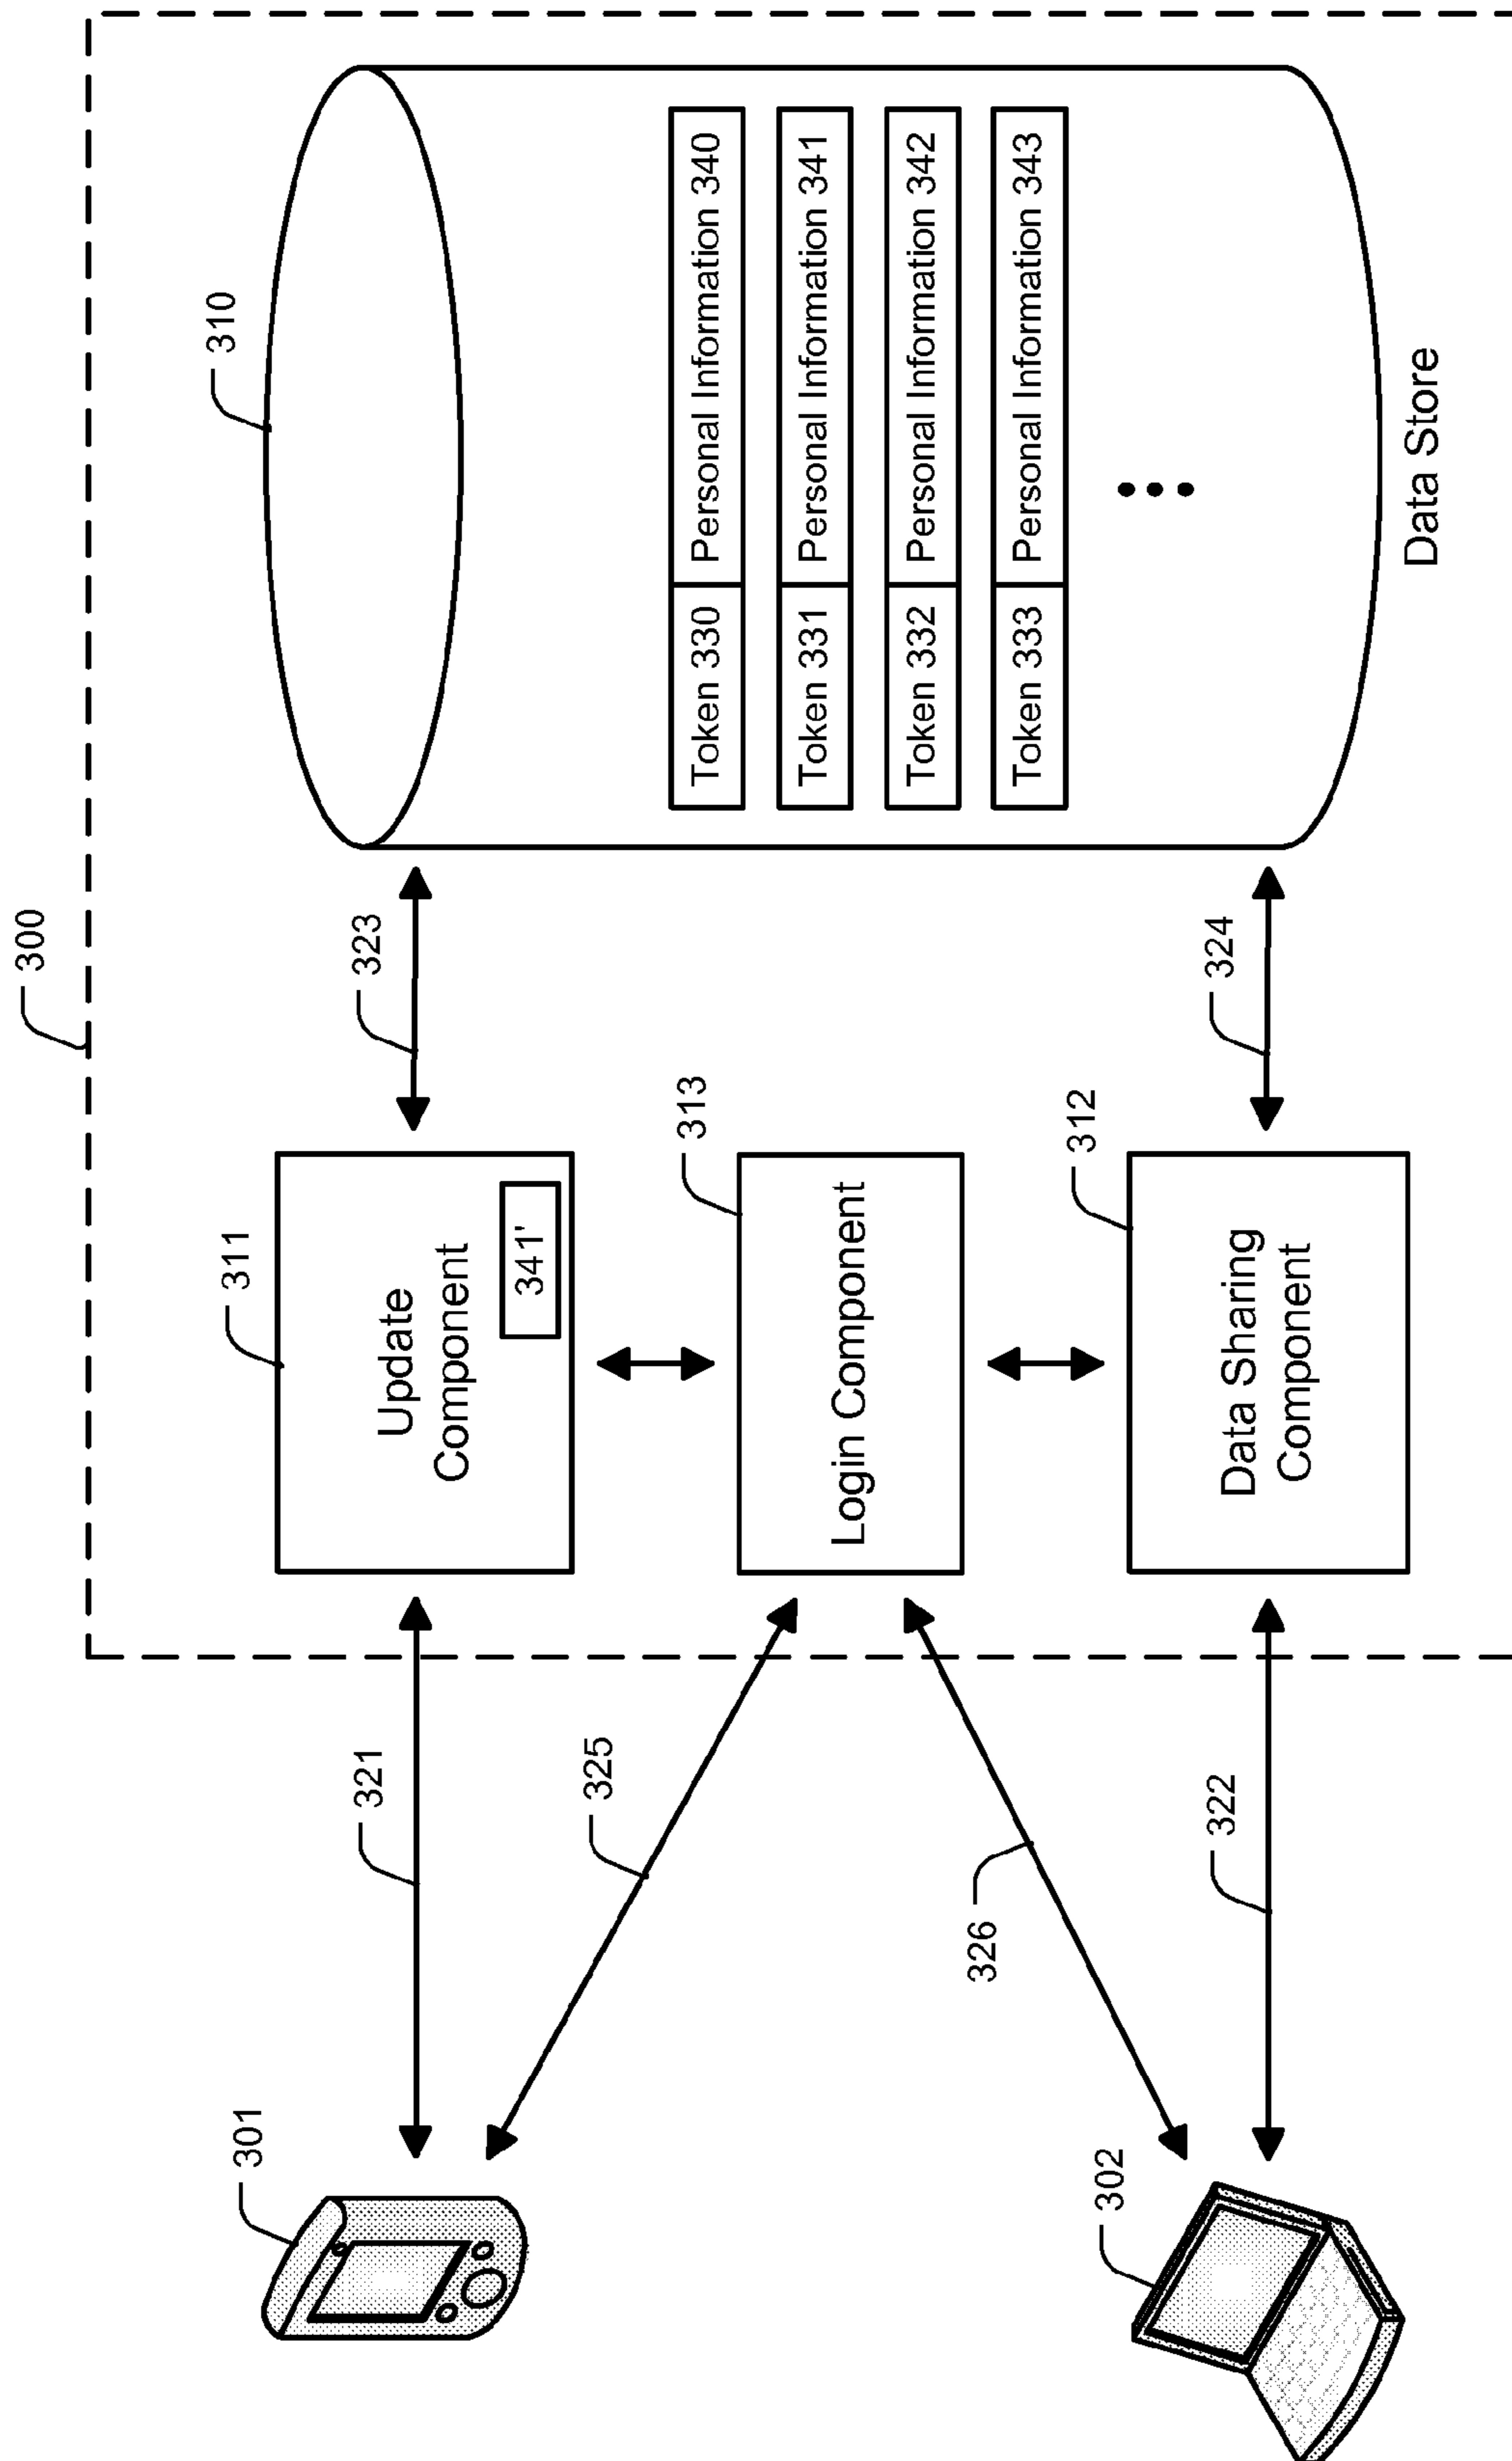 300
310
301
321
311
323
Update
Component
341'
325
313
Login Component
Token 330 Personal Information 340
Token 331 Personal Information 341
Token 332 Personal Information 342
Token 333 Personal Information 343
326
302
322
312
324
Data Sharing
Component
Data Store